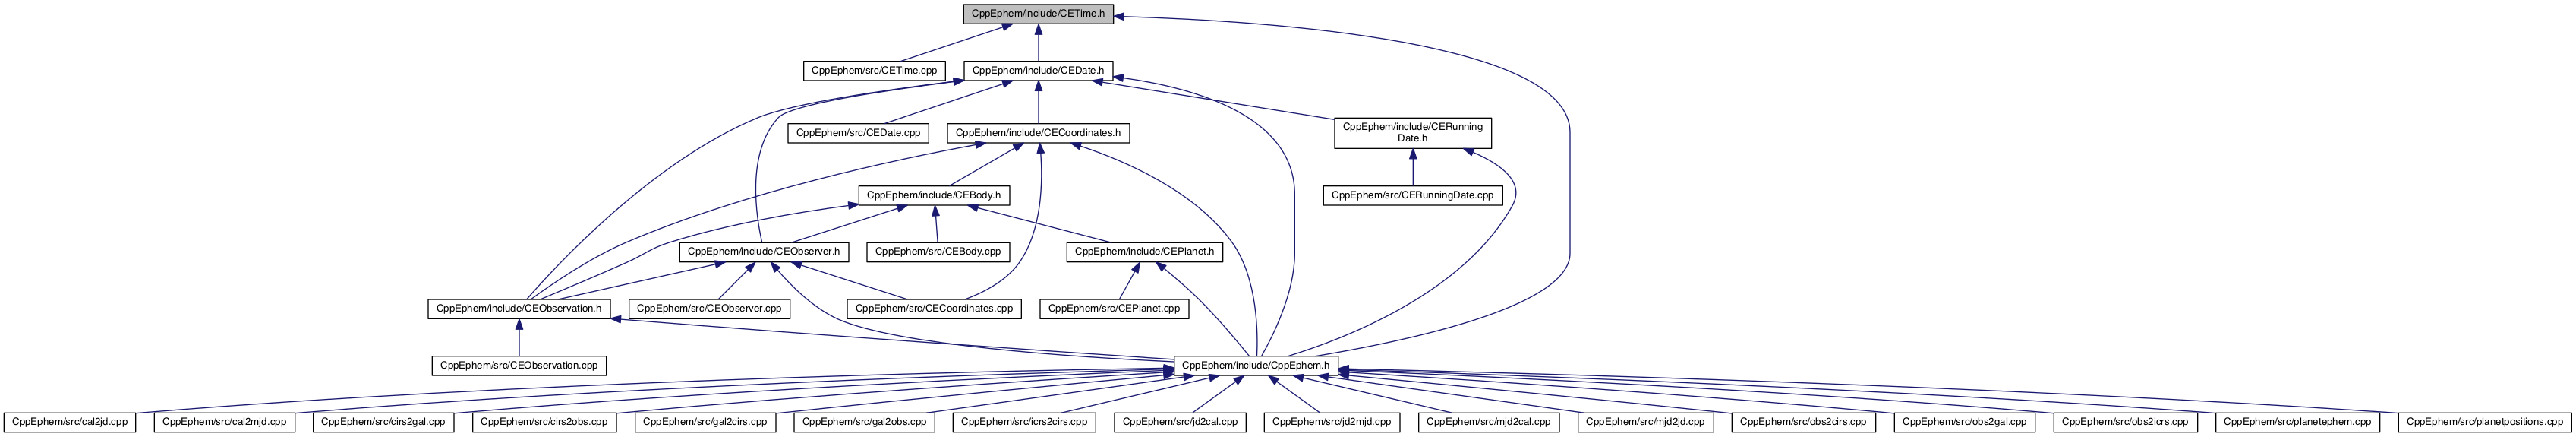 CppEphem/include/CETime.h
CppEphem/src/CETime.cpp
CppEphem/include/CEDate.h
CppEphem/src/CEDate.cpp
CppEphem/include/CECoordinates.h
CppEphem/include/CERunning
Date.h
CppEphem/include/CEBody.h
CppEphem/src/CERunningDate.cpp
CppEphem/include/CEObserver.h
CppEphem/src/CEBody.cpp
CppEphem/include/CEPlanet.h
CppEphem/include/CEObservation.h
CppEphem/src/CEObserver.cpp
CppEphem/src/CECoordinates.cpp
CppEphem/src/CEPlanet.cpp
CppEphem/src/CEObservation.cpp
CppEphem/include/CppEphem.h
CppEphem/src/cal2jd.cpp
CppEphem/src/cal2mjd.cpp
CppEphem/src/cirs2gal.cpp
CppEphem/src/cirs2obs.cpp
CppEphem/src/gal2cirs.cpp
CppEphem/src/gal2obs.cpp
CppEphem/src/icrs2cirs.cpp
CppEphem/src/jd2cal.cpp
CppEphem/src/jd2mjd.cpp
CppEphem/src/mjd2cal.cpp
CppEphem/src/mjd2jd.cpp
CppEphem/src/obs2cirs.cpp
CppEphem/src/obs2gal.cpp
CppEphem/src/obs2icrs.cpp
CppEphem/src/planetephem.cpp
CppEphem/src/planetpositions.cpp